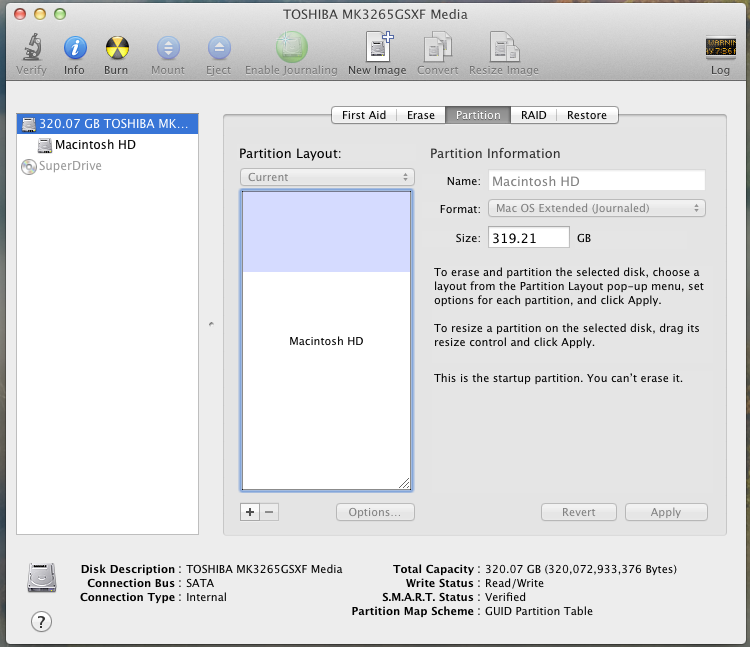 TOSHIBA MK3265GSXF Media
Verify Info Burn Mount Eject Enable Journaling New Image Convert Resize Image Log
320.07 GB TOSHIBA MK...
Macintosh HD
SuperDrive
First Aid Erase Partition RAID Restore
Partition Layout:
Current
Macintosh HD
Options...
Partition Information
Name: Macintosh HD
Format: Mac OS Extended (Journaled)
Size: 319.21 GB
To erase and partition the selected disk, choose a
layout from the Partition Layout pop-up menu, set
options for each partition, and click Apply.
To resize a partition on the selected disk, drag its
resize control and click Apply.
This is the startup partition. You can't erase it.
Revert Apply
Disk Description : TOSHIBA MK3265GSXF Media
Connection Bus : SATA
Connection Type : Internal
Total Capacity : 320.07 GB (320,072,933,376 Bytes)
Write Status : Read/Write
S.M.A.R.T. Status : Verified
Partition Map Scheme : GUID Partition Table
?